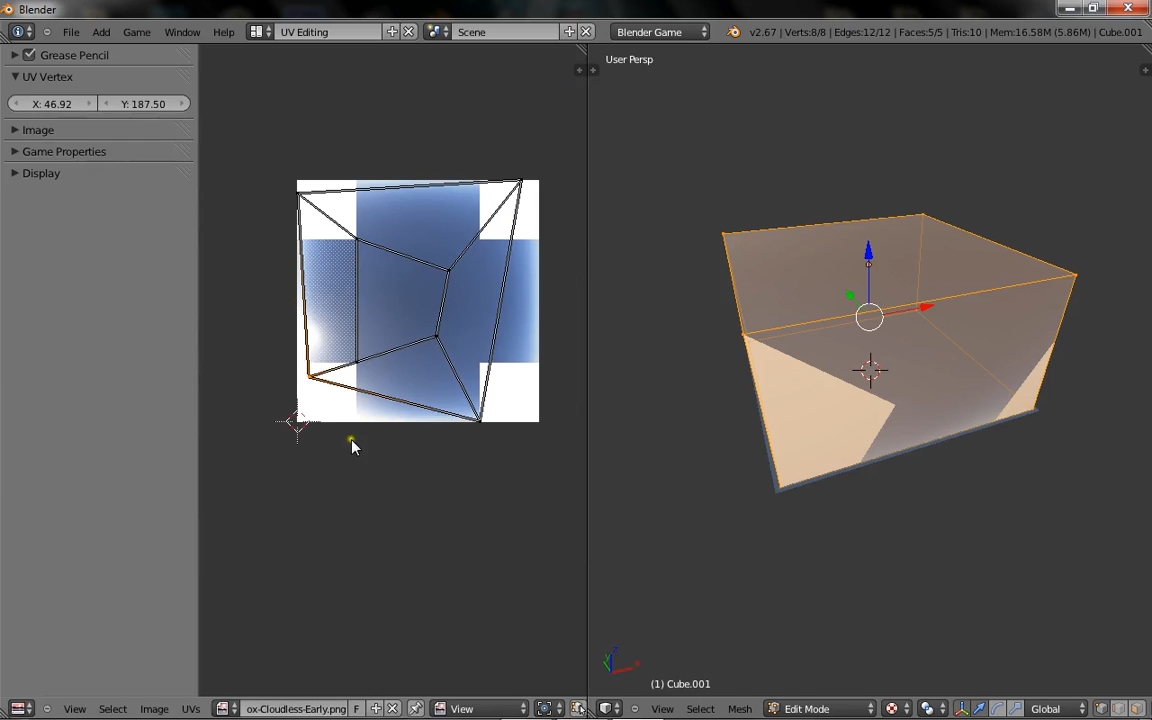 Blender
File Add Game Window Help UV Editing Scene Blender Game v2.67 | Verts:8/8 | Edges:12/12 | Faces:5/5 | Tris:10 | Mem:16.58M (5.86M) | Cube.001
Grease Pencil
UV Vertex
X: 46.92 Y: 187.50
Image
Game Properties
Display
User Persp
(1) Cube.001
View Select Image UVs ox-Cloudless-Early.png F View
View Select Mesh Edit Mode Global